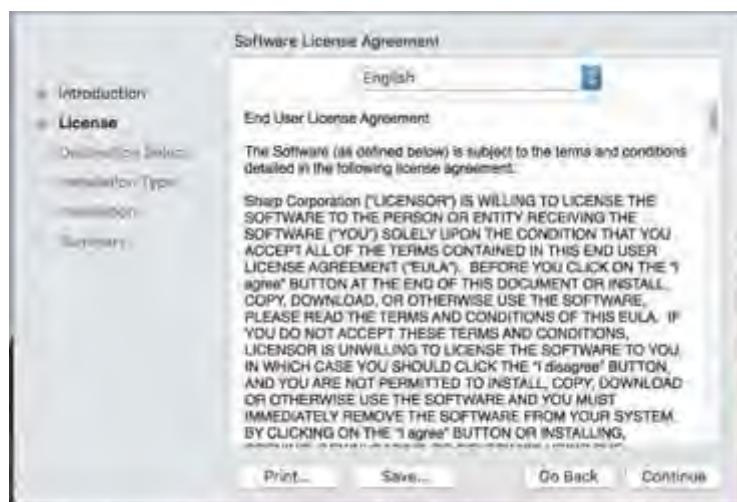 Software License Agreement
English
Introduction
License
Destination Select
Installation Type
Installation
Summary
End User License Agreement
The Software (as defined below) is subject to the terms and conditions
detailed in the following license agreement:
Sharp Corporation ("LICENSOR") IS WILLING TO LICENSE THE
SOFTWARE TO THE PERSON OR ENTITY RECEIVING THE
SOFTWARE ("YOU") SOLELY UPON THE CONDITION THAT YOU
ACCEPT ALL OF THE TERMS CONTAINED IN THIS END USER
LICENSE AGREEMENT ("EULA"). BEFORE YOU CLICK ON THE "I
agree" BUTTON AT THE END OF THIS DOCUMENT OR INSTALL,
COPY, DOWNLOAD, OR OTHERWISE USE THE SOFTWARE,
PLEASE READ THE TERMS AND CONDITIONS OF THIS EULA. IF
YOU DO NOT ACCEPT THESE TERMS AND CONDITIONS,
LICENSOR IS UNWILLING TO LICENSE THE SOFTWARE TO YOU,
IN WHICH CASE YOU SHOULD CLICK THE "I disagree" BUTTON,
AND YOU ARE NOT PERMITTED TO INSTALL, COPY, DOWNLOAD
OR OTHERWISE USE THE SOFTWARE AND YOU MUST
IMMEDIATELY REMOVE THE SOFTWARE FROM YOUR SYSTEM.
BY CLICKING ON THE "I agree" BUTTON OR INSTALLING,
Print...
Save...
Go Back
Continue